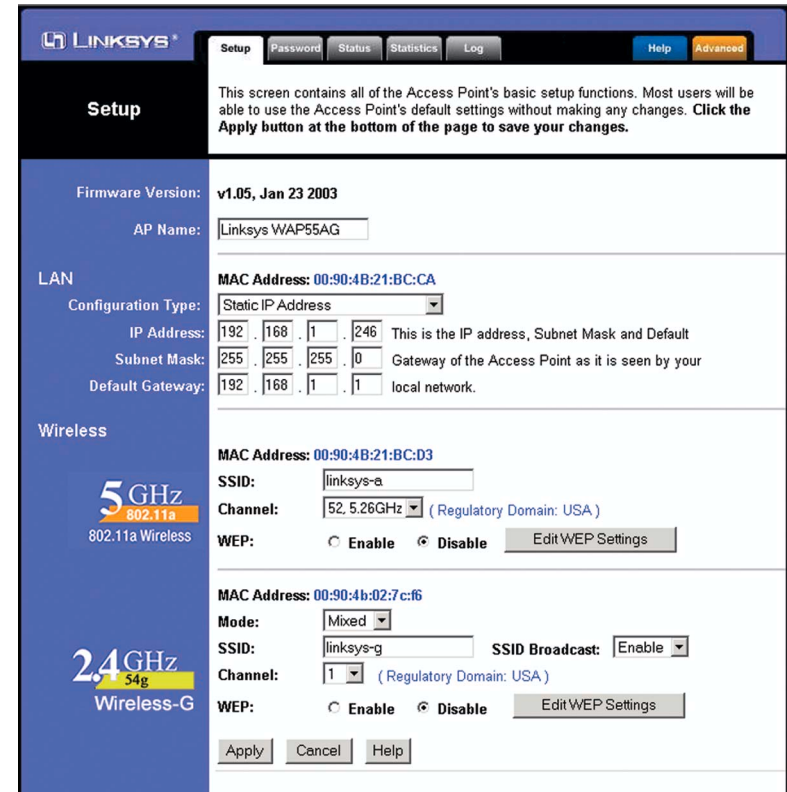 LINKSYS®
Setup Password Status Statistics Log Help Advanced
Setup
This screen contains all of the Access Point's basic setup functions. Most users will be
able to use the Access Point's default settings without making any changes. Click the
Apply button at the bottom of the page to save your changes.
Firmware Version: v1.05, Jan 23 2003
AP Name: Linksys WAP55AG
LAN
MAC Address: 00:90:4B:21:BC:CA
Configuration Type: Static IP Address
IP Address: 192 . 168 . 1 . 246 This is the IP address, Subnet Mask and Default
Subnet Mask: 255 . 255 . 255 . 0 Gateway of the Access Point as it is seen by your
Default Gateway: 192 . 168 . 1 . 1 local network.
Wireless
MAC Address: 00:90:4B:21:BC:D3
5 GHz
802.11a
802.11a Wireless
SSID: linksys-a
Channel: 52, 5.26GHz ( Regulatory Domain: USA )
WEP: Enable Disable Edit WEP Settings
MAC Address: 00:90:4b:02:7c:f6
2.4 GHz
54g
Wireless-G
Mode: Mixed
SSID: linksys-g SSID Broadcast: Enable
Channel: 1 ( Regulatory Domain: USA )
WEP: Enable Disable Edit WEP Settings
Apply Cancel Help